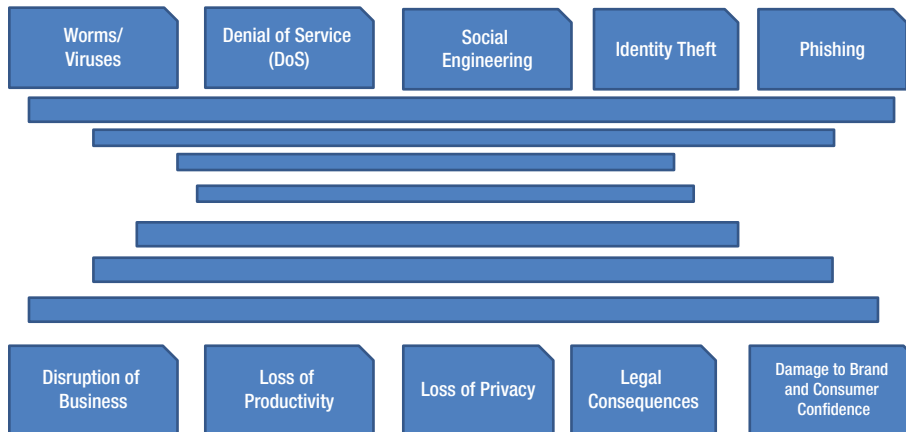 Worms/
Viruses
Denial of Service
(DoS)
Social
Engineering
Identity Theft
Phishing
Disruption of
Business
Loss of
Productivity
Loss of Privacy
Legal
Consequences
Damage to Brand
and Consumer
Confidence